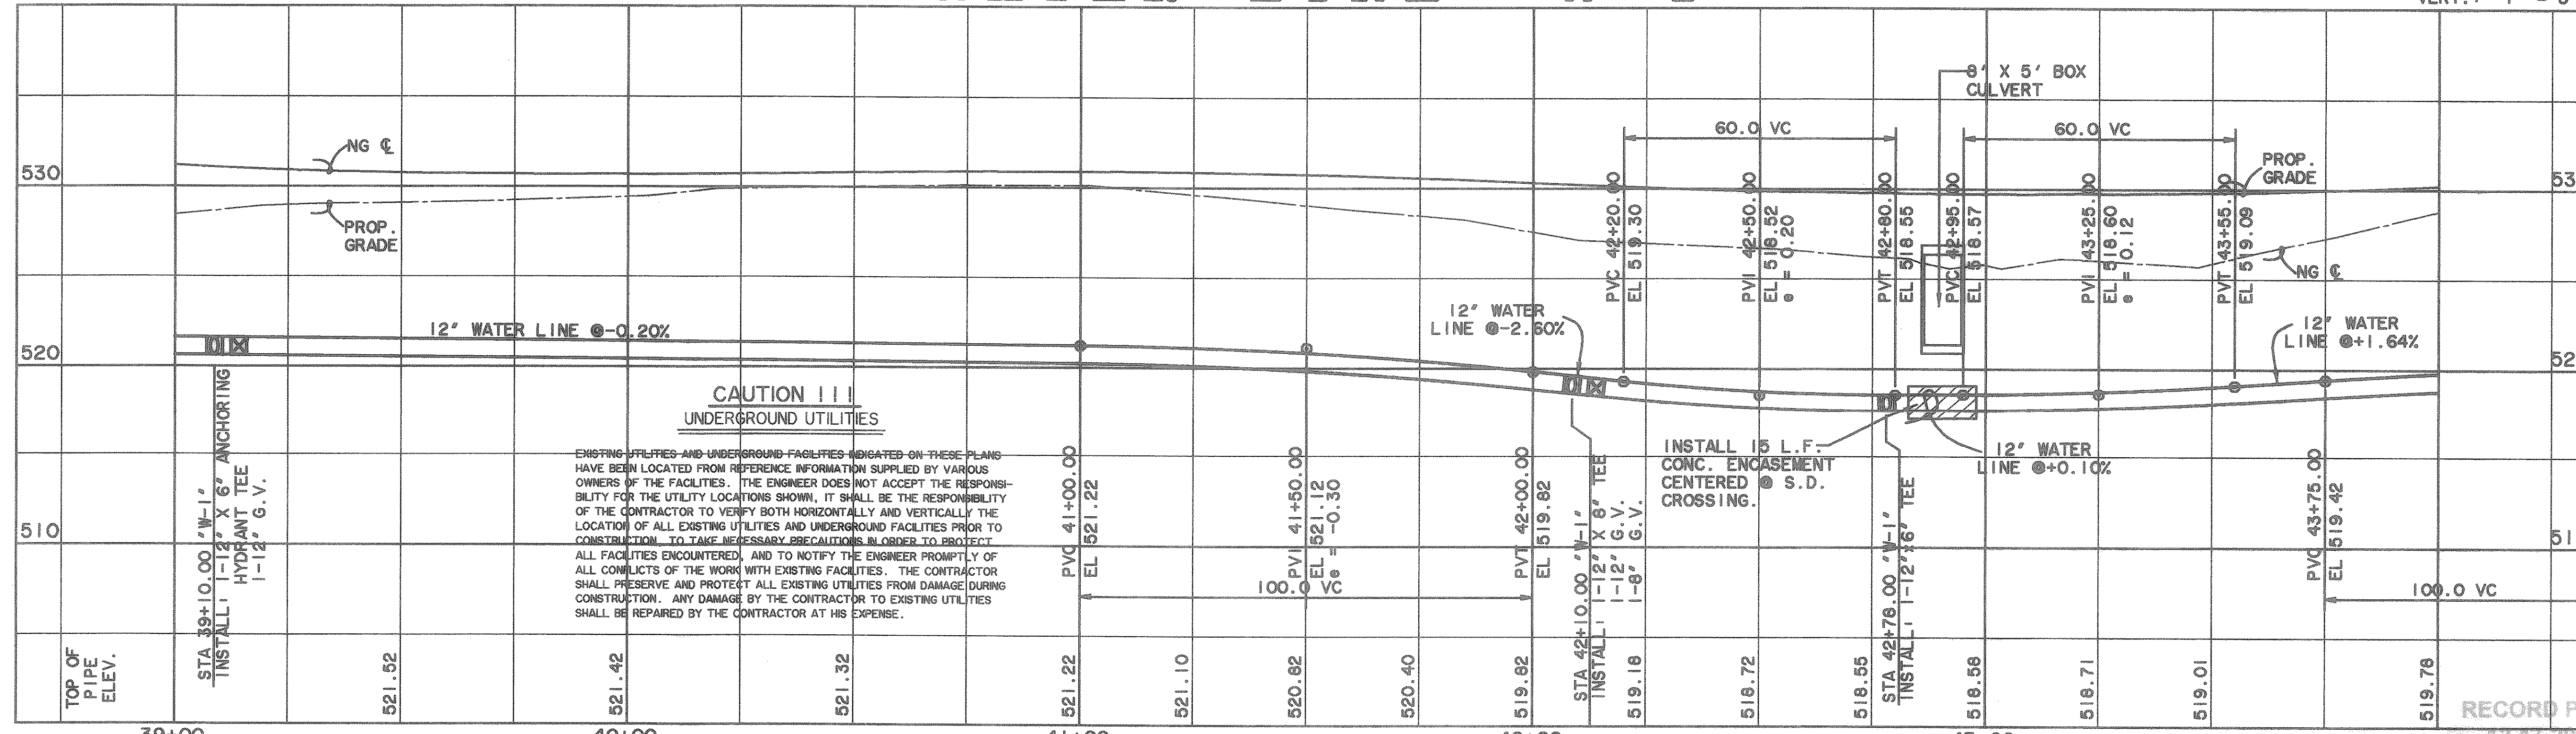 8' X 5' BOX
CULVERT
60.0 VC
60.0 VC
NG ℄
PROP.
GRADE
530
PROP.
GRADE
NG ℄
PVC 42+20.00
EL 519.30
PVI 42+50.00
EL 518.52
e = 0.20
PVT 42+80.00
EL 518.55
PVC 42+95.00
EL 518.57
PVI 43+25.00
EL 518.60
e = 0.12
PVT 43+55.00
EL 519.09
12" WATER LINE @-0.20%
12" WATER
LINE @-2.60%
12" WATER
LINE @+1.64%
520
CAUTION !!!
UNDERGROUND UTILITIES
EXISTING UTILITIES AND UNDERGROUND FACILITIES INDICATED ON THESE PLANS
HAVE BEEN LOCATED FROM REFERENCE INFORMATION SUPPLIED BY VARIOUS
OWNERS OF THE FACILITIES. THE ENGINEER DOES NOT ACCEPT THE RESPONSI-
BILITY FOR THE UTILITY LOCATIONS SHOWN, IT SHALL BE THE RESPONSIBILITY
OF THE CONTRACTOR TO VERIFY BOTH HORIZONTALLY AND VERTICALLY THE
LOCATION OF ALL EXISTING UTILITIES AND UNDERGROUND FACILITIES PRIOR TO
CONSTRUCTION, TO TAKE NECESSARY PRECAUTIONS IN ORDER TO PROTECT
ALL FACILITIES ENCOUNTERED, AND TO NOTIFY THE ENGINEER PROMPTLY OF
ALL CONFLICTS OF THE WORK WITH EXISTING FACILITIES. THE CONTRACTOR
SHALL PRESERVE AND PROTECT ALL EXISTING UTILITIES FROM DAMAGE DURING
CONSTRUCTION. ANY DAMAGE BY THE CONTRACTOR TO EXISTING UTILITIES
SHALL BE REPAIRED BY THE CONTRACTOR AT HIS EXPENSE.
INSTALL 15 L.F.
CONC. ENCASEMENT
CENTERED @ S.D.
CROSSING.
12" WATER
LINE @+0.10%
510
STA 39+10.00 "W-1"
INSTALL: 1-12" X 6" ANCHORING
HYDRANT TEE
1-12" G.V.
PVC 41+00.00
EL 521.22
PVI 41+50.00
EL 521.12
e = -0.30
PVT 42+00.00
EL 519.82
100.0 VC
STA 42+10.00 "W-1"
INSTALL: 1-12" X 8" TEE
1-12" G.V.
1-8" G.V.
STA 42+78.00 "W-1"
INSTALL: 1-12"x6" TEE
PVC 43+75.00
EL 519.42
100.0 VC
TOP OF
PIPE
ELEV.
521.52
521.42
521.32
521.22
521.10
520.82
520.40
519.82
519.18
518.72
518.55
518.58
518.71
519.01
519.78
RECORD